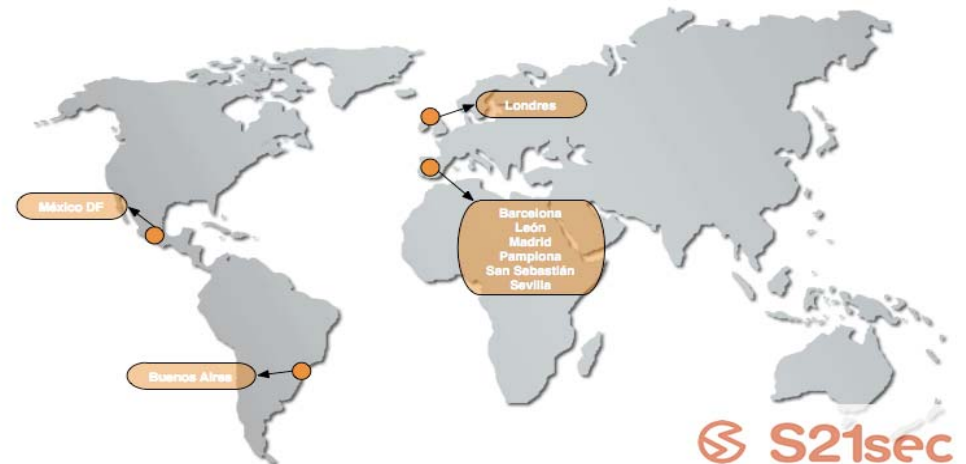 Londres
México DF
Barcelona
León
Madrid
Pamplona
San Sebastián
Sevilla
Buenos Aires
S21sec